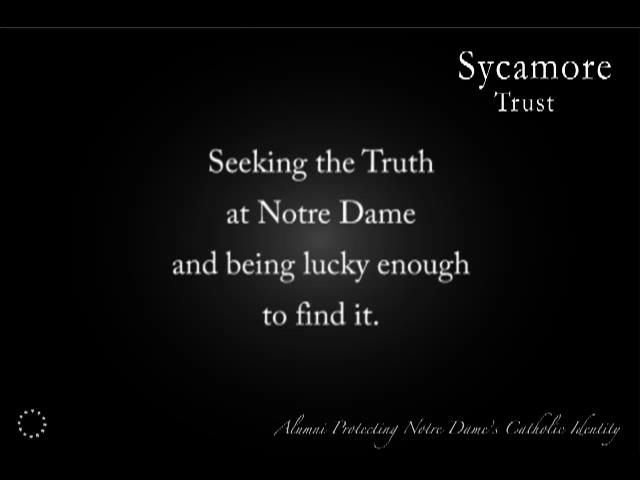 Sycamore
Trust
Seeking the Truth
at Notre Dame
and being lucky enough
to find it.
Alumni Protecting Notre Dame's Catholic Identity